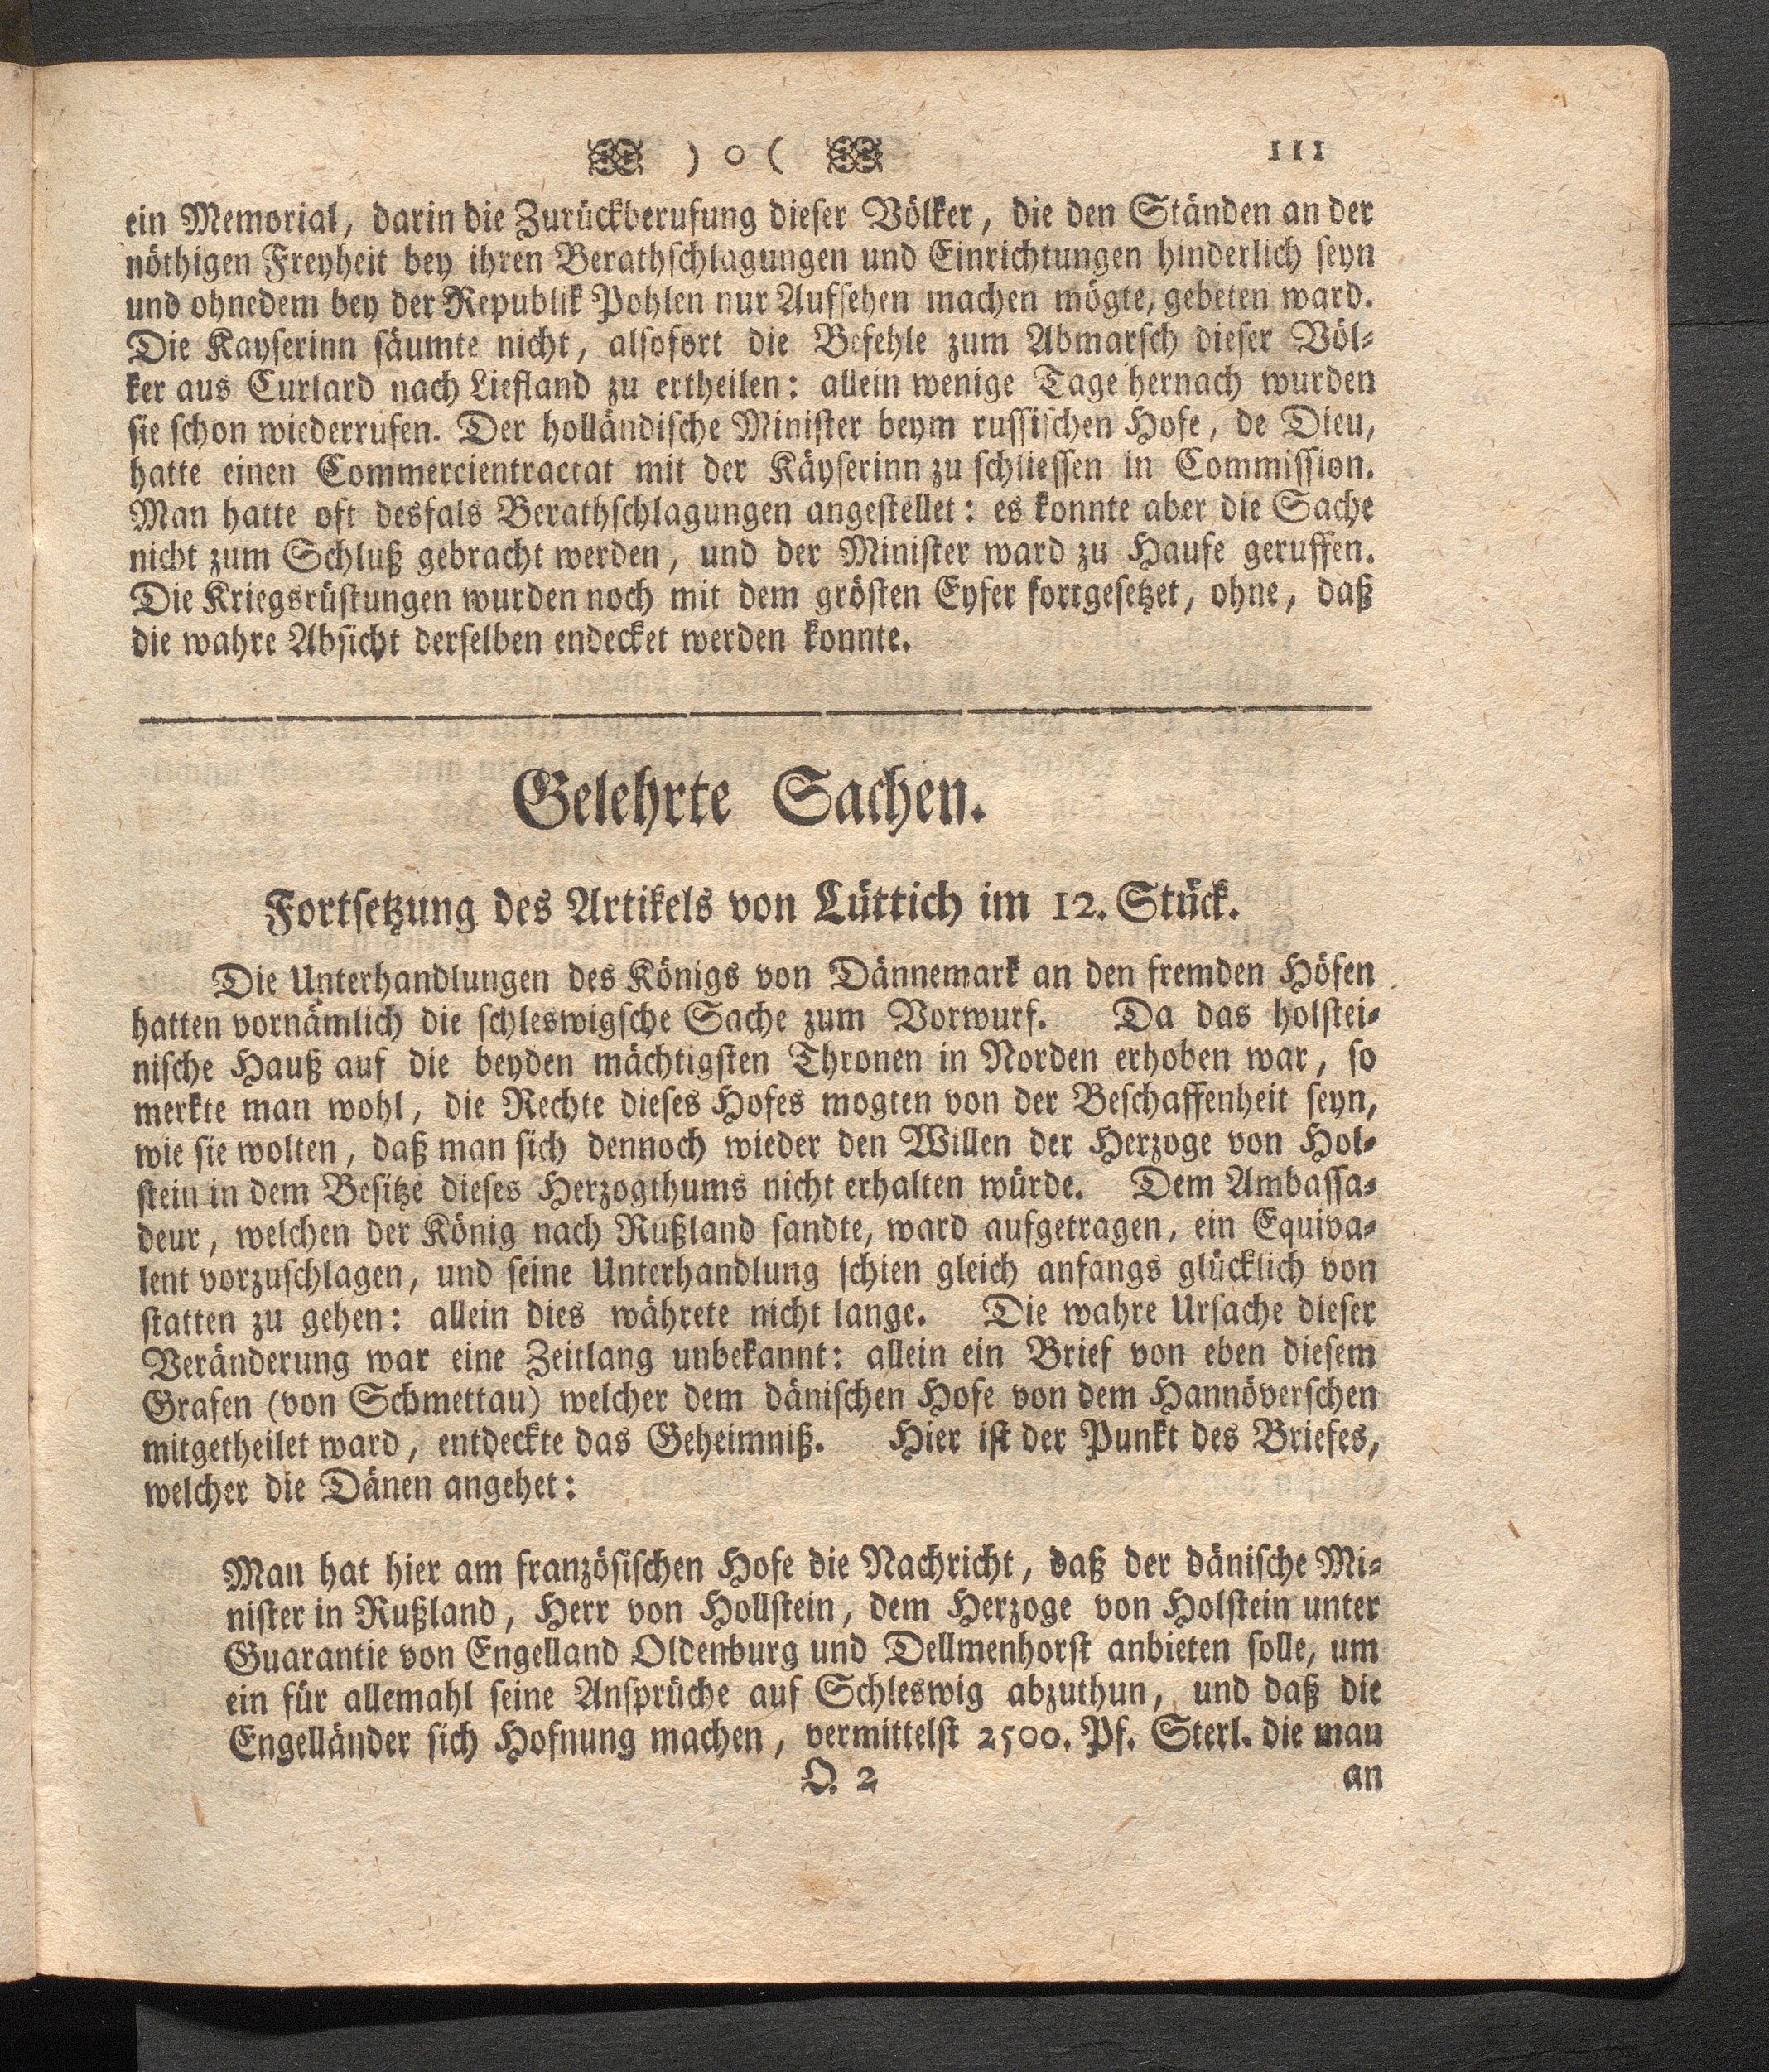 ) o ( 111
ein Memorial, darin die Zurückberufung dieser Völker, die den Ständen an der
nöthigen Freyheit bey ihren Berathschlagungen und Einrichtungen hinderlich seyn
und ohnedem bey der Republik Pohlen nur Aufsehen machen mögte, gebeten ward.
Die Kayserinn säumte nicht, alsofort die Befehle zum Abmarsch dieser Völ-
ker aus Curlard nach Liefland zu ertheilen: allein wenige Tage hernach wurden
sie schon wiederrufen. Der holländische Minister beym russischen Hofe, de Dieu,
hatte einen Commercientractat mit der Käyserinn zu schliessen in Commission.
Man hatte oft desfals Berathschlagungen angestellet: es konnte aber die Sache
nicht zum Schluß gebracht werden, und der Minister ward zu Hause geruffen.
Die Kriegsrüstungen wurden noch mit dem grösten Eyfer fortgesetzet, ohne, daß
die wahre Absicht derselben endecket werden konnte.
Gelehrte Sachen.
Fortsetzung des Artikels von Lüttich im 12. Stück.
Die Unterhandlungen des Königs von Dännemark an den fremden Höfen
hatten vornämlich die schleswigsche Sache zum Vorwurf. Da das holstei-
nische Hauß auf die beyden mächtigsten Thronen in Norden erhoben war, so
merkte man wohl, die Rechte dieses Hofes mogten von der Beschaffenheit seyn,
wie sie wolten, daß man sich dennoch wieder den Willen der Herzoge von Hol-
stein in dem Besitze dieses Herzogthums nicht erhalten würde. Dem Ambassa-
deur, welchen der König nach Rußland sandte, ward aufgetragen, ein Equiva-
lent vorzuschlagen, und seine Unterhandlung schien gleich anfangs glücklich von
statten zu gehen: allein dies währete nicht lange. Die wahre Ursache dieser
Veränderung war eine Zeitlang unbekannt: allein ein Brief von eben diesem
Grafen (von Schmettau) welcher dem dänischen Hofe von dem Hannöverschen
mitgetheilet ward, entdeckte das Geheimniß. Hier ist der Punkt des Briefes,
welcher die Dänen angehet:
Man hat hier am französischen Hofe die Nachricht, daß der dänische Mi-
nister in Rußland, Herr von Hollstein, dem Herzoge von Holstein unter
Guarantie von Engelland Oldenburg und Dellmenhorst anbieten solle, um
ein für allemahl seine Ansprüche auf Schleswig abzuthun, und daß die
Engelländer sich Hofnung machen, vermittelst 2500. Pf. Sterl. die man
O. 2 an